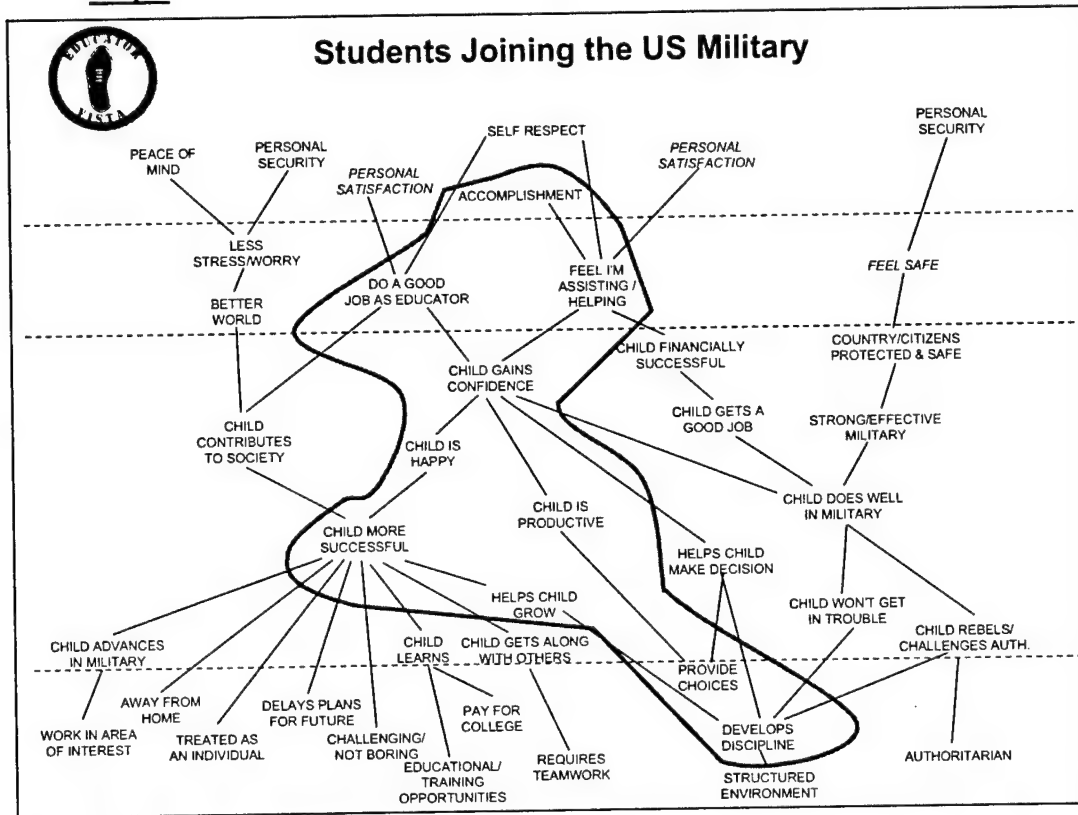 EDUCATOR
VISTA
Students Joining the US Military
PEACE OF
MIND
PERSONAL
SECURITY
PERSONAL
SATISFACTION
SELF RESPECT
ACCOMPLISHMENT
PERSONAL
SATISFACTION
PERSONAL
SECURITY
LESS
STRESS/WORRY
BETTER
WORLD
DO A GOOD
JOB AS EDUCATOR
FEEL I'M
ASSISTING /
HELPING
FEEL SAFE
CHILD GAINS
CONFIDENCE
CHILD FINANCIALLY
SUCCESSFUL
COUNTRY/CITIZENS
PROTECTED & SAFE
CHILD
CONTRIBUTES
TO SOCIETY
CHILD IS
HAPPY
CHILD GETS A
GOOD JOB
STRONG/EFFECTIVE
MILITARY
CHILD MORE
SUCCESSFUL
CHILD IS
PRODUCTIVE
CHILD DOES WELL
IN MILITARY
HELPS CHILD
MAKE DECISION
HELPS CHILD
GROW
CHILD WON'T GET
IN TROUBLE
CHILD REBELS/
CHALLENGES AUTH.
CHILD ADVANCES
IN MILITARY
CHILD
LEARNS
CHILD GETS ALONG
WITH OTHERS
PROVIDE
CHOICES
WORK IN AREA
OF INTEREST
AWAY FROM
HOME
TREATED AS
AN INDIVIDUAL
DELAYS PLANS
FOR FUTURE
CHALLENGING/
NOT BORING
PAY FOR
COLLEGE
EDUCATIONAL/
TRAINING
OPPORTUNITIES
REQUIRES
TEAMWORK
DEVELOPS
DISCIPLINE
STRUCTURED
ENVIRONMENT
AUTHORITARIAN